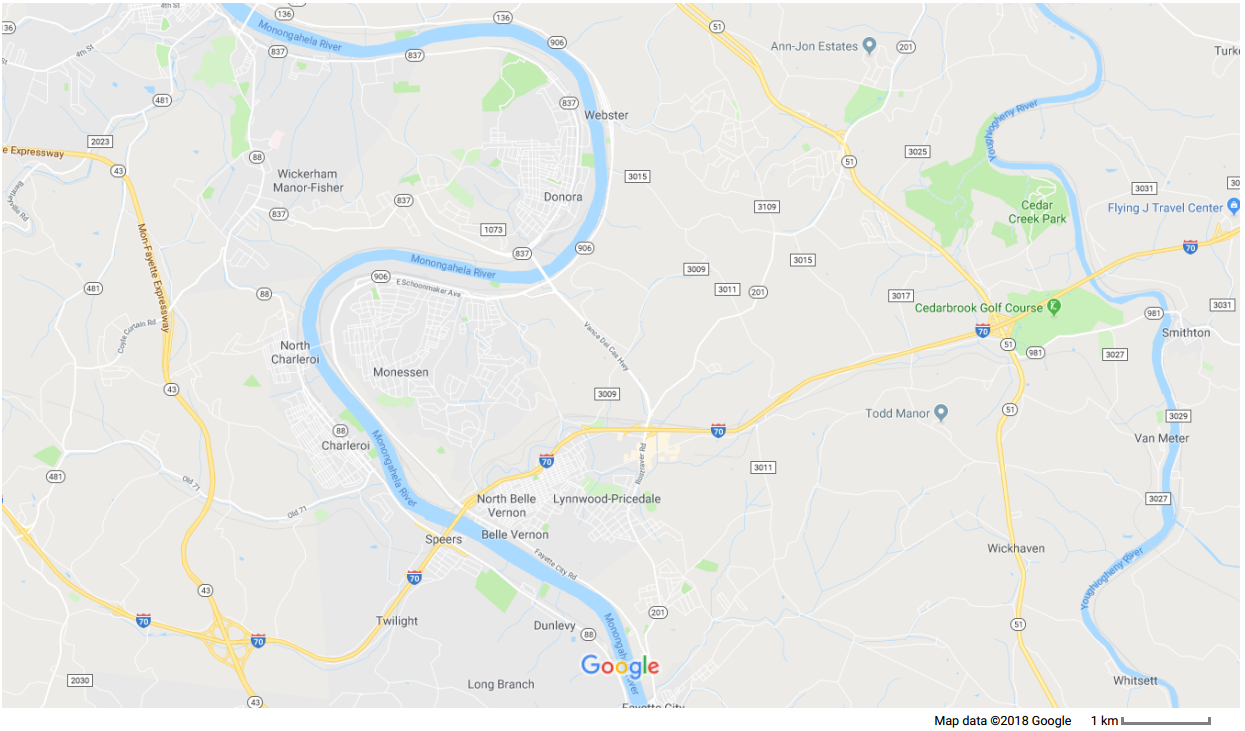 4th St
136
136
36
Monongahela River
906
837
837
51
Ann-Jon Estates
201
Turke
4th St
481
837
Webster
Youghiogheny River
2023
e Expressway
43
88
Wickerham
Manor-Fisher
51
3025
3015
3031
30
Bentleyville Rd
Donora
837
837
3109
Cedar
Creek Park
Flying J Travel Center
1073
837
906
70
Mon-Fayette Expressway
Monongahela River
3009
3015
906
E Schoonmaker Ave
481
88
3011
201
3017
Cedarbrook Golf Course
3031
981
Smithton
Coyle Curtain Rd
Vance Dei Cas Hwy
70
51
981
3027
North
Charleroi
Monessen
43
3009
51
Todd Manor
3029
88
Charleroi
70
Van Meter
Monongahela River
70
Rostraver Rd
3011
481
Old 71
Old 71
North Belle
Vernon
Lynnwood-Pricedale
3027
Speers
Belle Vernon
Wickhaven
Fayette City Rd
Youghiogheny River
70
43
70
70
Twilight
Dunlevy
88
201
51
Monongah
River
Google
2030
Long Branch
Whitsett
43
Fayette City
Map data ©2018 Google
1 km